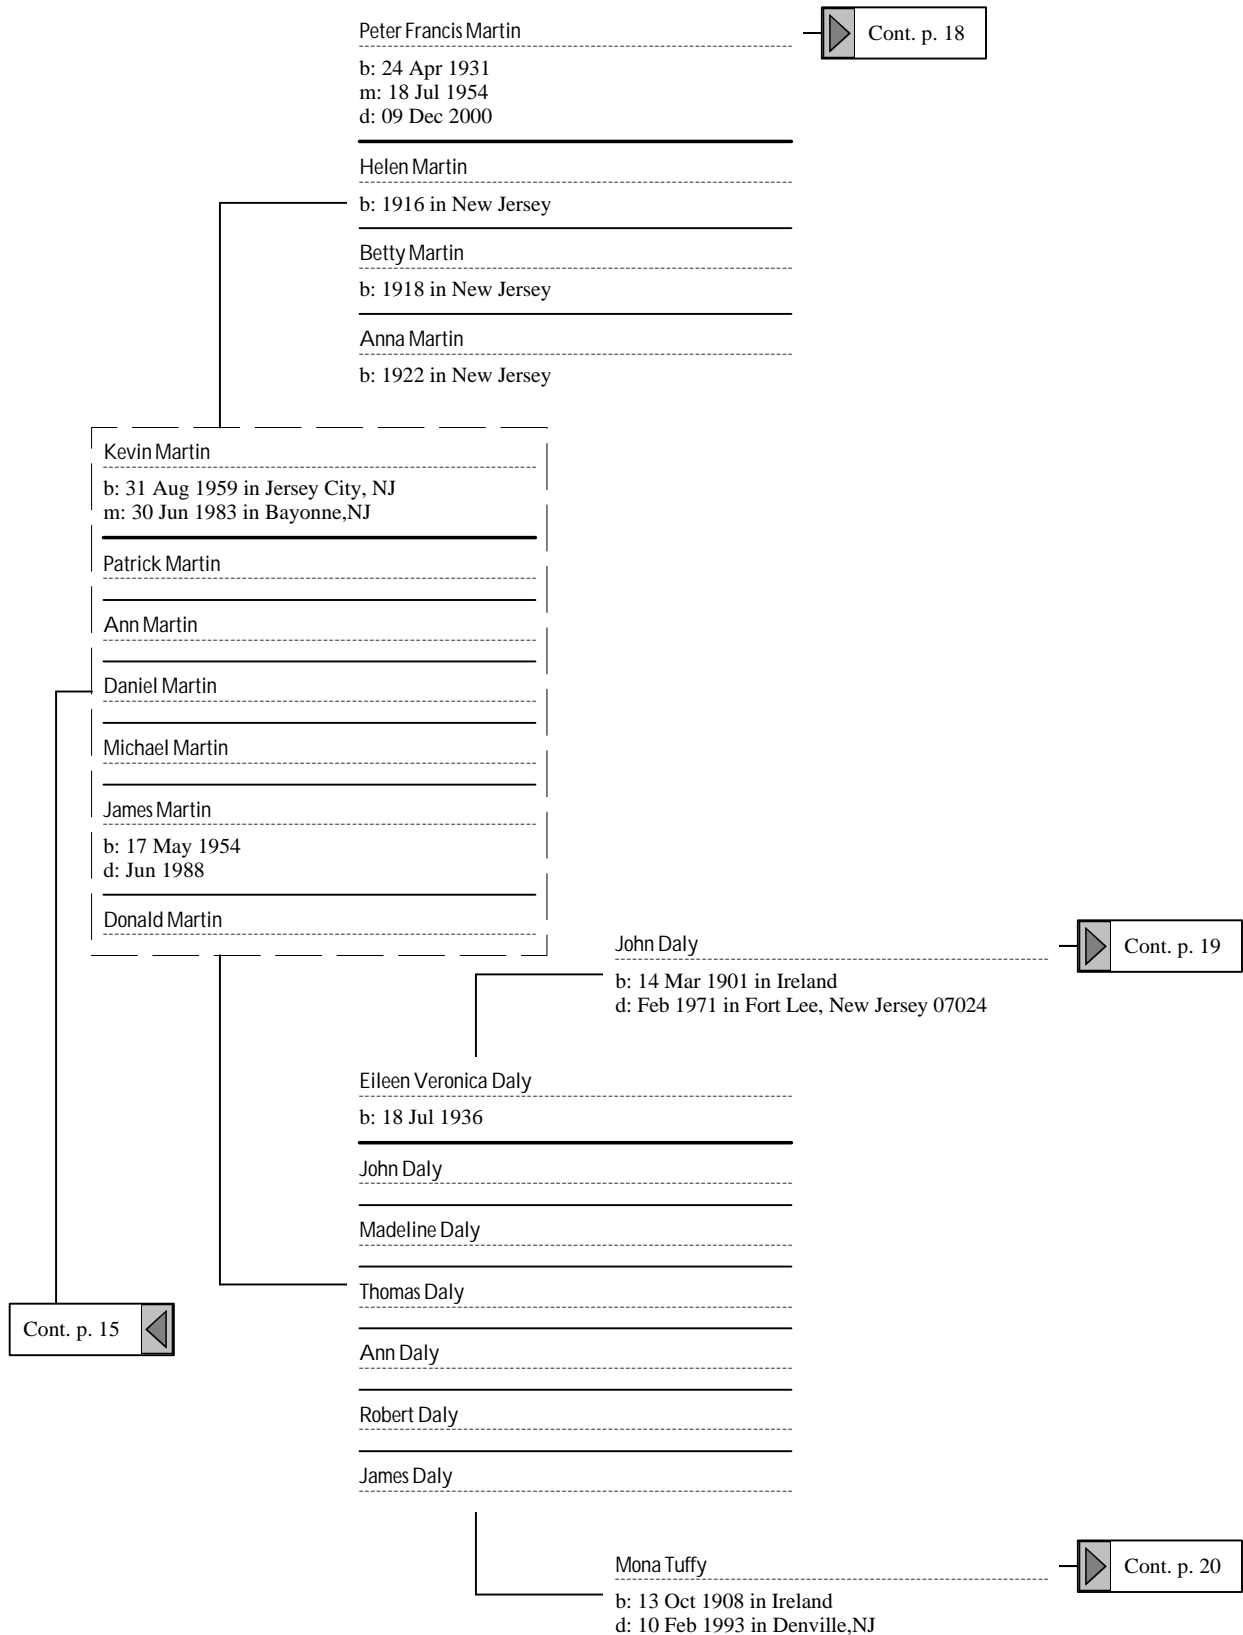 Peter Francis Martin
Cont. p. 18
b: 24 Apr 1931
m: 18 Jul 1954
d: 09 Dec 2000
Helen Martin
b: 1916 in New Jersey
Betty Martin
b: 1918 in New Jersey
Anna Martin
b: 1922 in New Jersey
Kevin Martin
b: 31 Aug 1959 in Jersey City, NJ
m: 30 Jun 1983 in Bayonne,NJ
Patrick Martin
Ann Martin
Daniel Martin
Michael Martin
James Martin
b: 17 May 1954
d: Jun 1988
Donald Martin
John Daly
Cont. p. 19
b: 14 Mar 1901 in Ireland
d: Feb 1971 in Fort Lee, New Jersey 07024
Eileen Veronica Daly
b: 18 Jul 1936
John Daly
Madeline Daly
Thomas Daly
Cont. p. 15
Ann Daly
Robert Daly
James Daly
Mona Tuffy
Cont. p. 20
b: 13 Oct 1908 in Ireland
d: 10 Feb 1993 in Denville,NJ